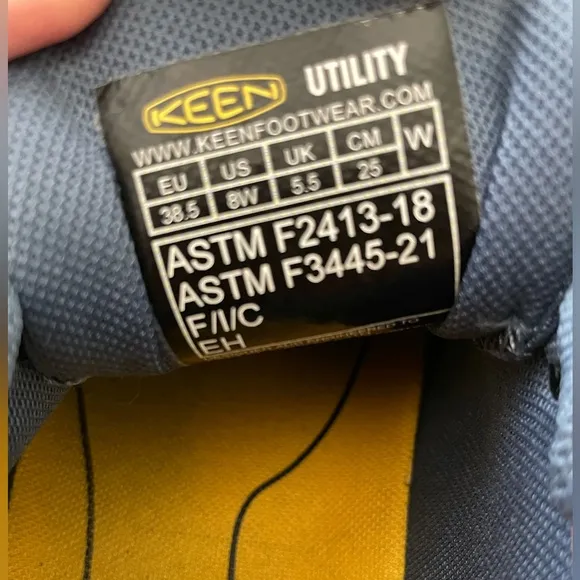 KEEN UTILITY
WWW.KEENFOOTWEAR.COM
EU US UK CM W
38.5 8W 5.5 25
ASTM F2413-18
ASTM F3445-21
F/I/C
EH